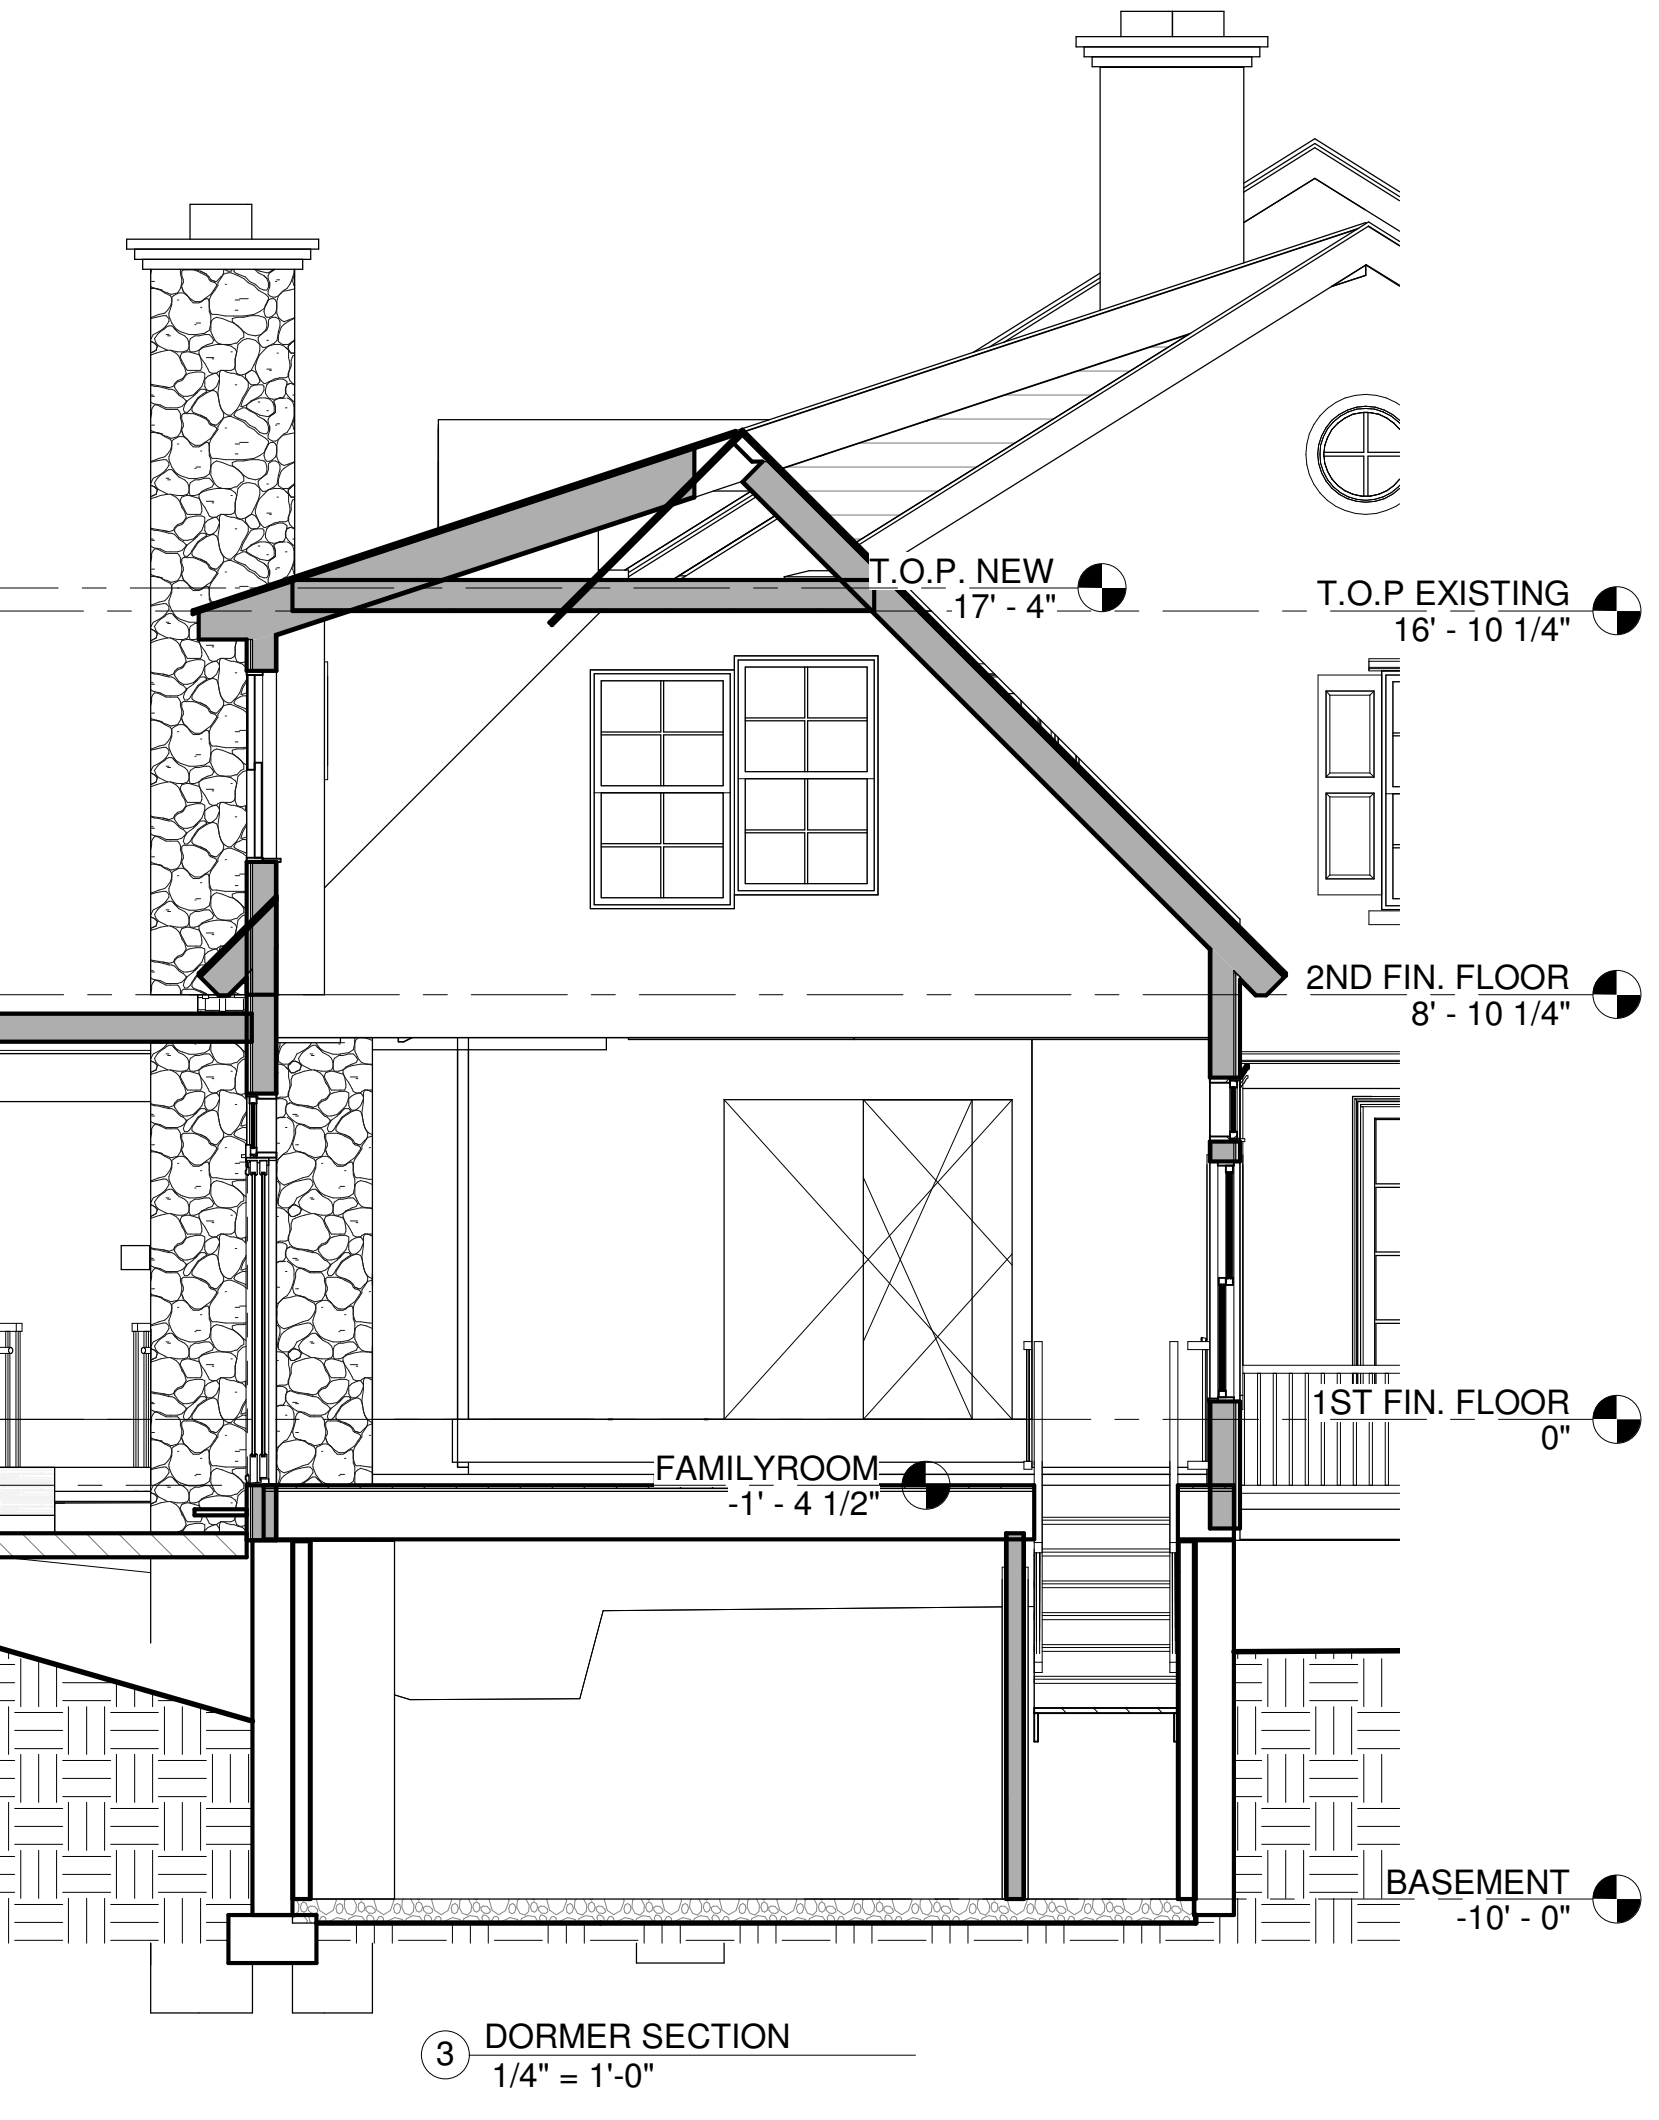 T.O.P. NEW
17' - 4"
T.O.P EXISTING
16' - 10 1/4"
2ND FIN. FLOOR
8' - 10 1/4"
1ST FIN. FLOOR
0"
FAMILYROOM
-1' - 4 1/2"
BASEMENT
-10' - 0"
3
DORMER SECTION
1/4" = 1'-0"